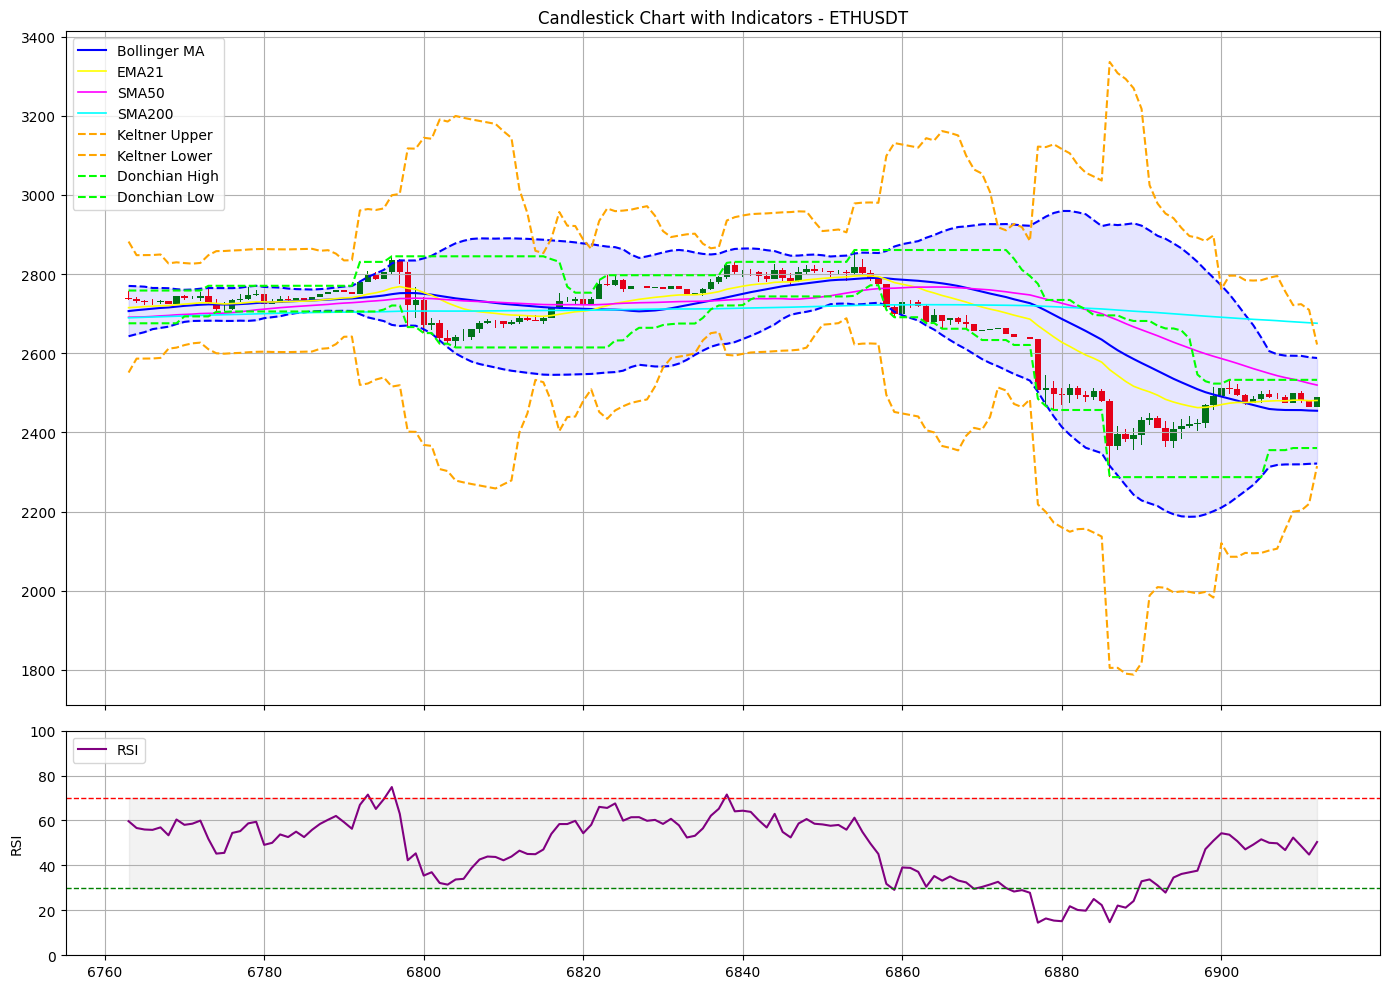 Candlestick Chart with Indicators - ETHUSDT
3400
3200
3000
2800
2600
2400
2200
2000
1800
Bollinger MA
EMA21
SMA50
SMA200
Keltner Upper
Keltner Lower
Donchian High
Donchian Low
100
80
60
40
20
0
RSI
RSI
6760 6780 6800 6820 6840 6860 6880 6900